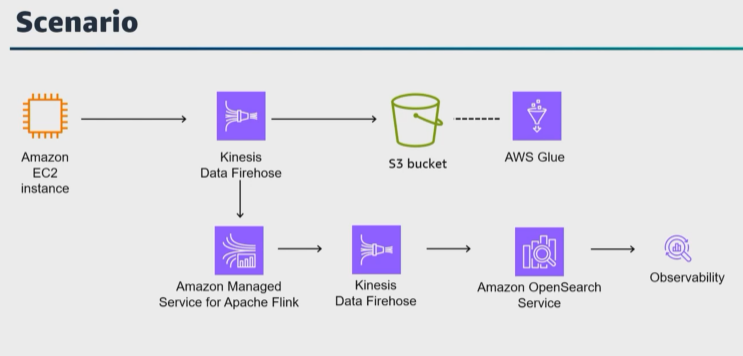 Scenario
Amazon
EC2
instance
Kinesis
Data Firehose
S3 bucket
AWS Glue
Amazon Managed
Service for Apache Flink
Kinesis
Data Firehose
Amazon OpenSearch
Service
Observability